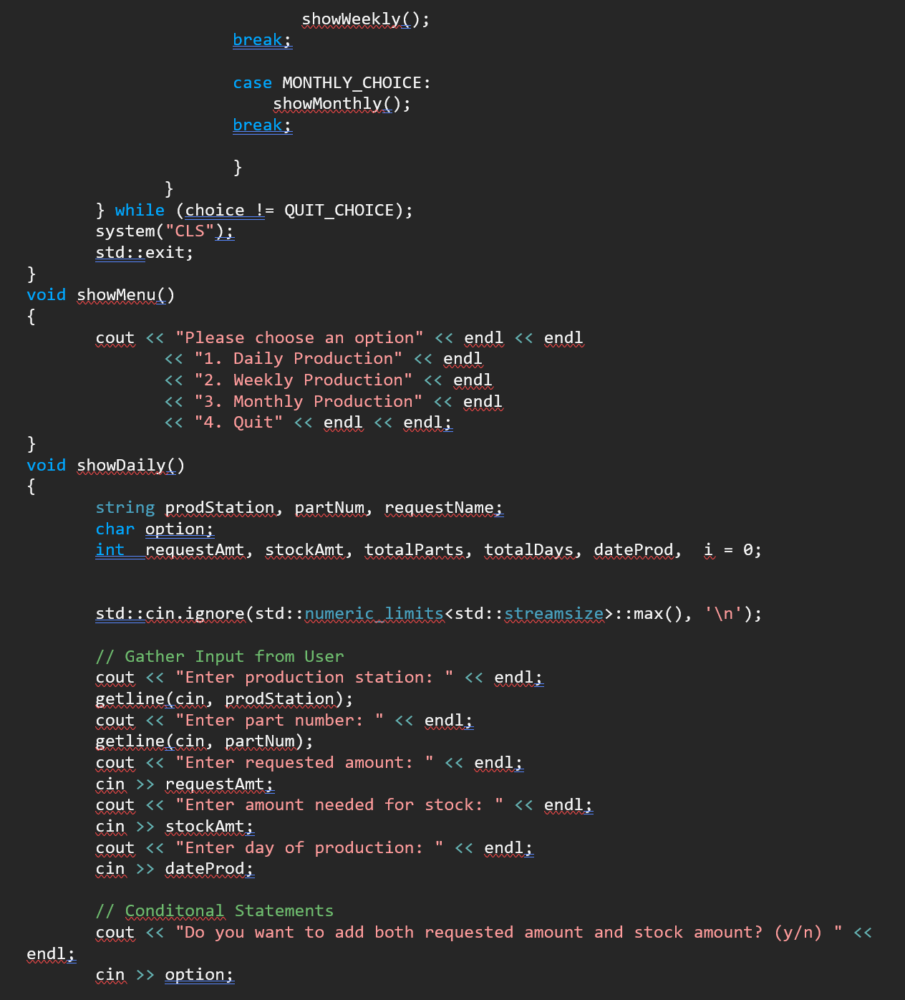 showWeekly();
break;
case MONTHLY_CHOICE:
showMonthly();
break;
}
}
} while (choice != QUIT_CHOICE);
system("CLS");
std::exit;
}
void showMenu()
{
cout << "Please choose an option" << endl << endl
<< "1. Daily Production" << endl
<< "2. Weekly Production" << endl
<< "3. Monthly Production" << endl
<< "4. Quit" << endl << endl;
}
void showDaily()
{
string prodStation, partNum, requestName;
char option;
int  requestAmt, stockAmt, totalParts, totalDays, dateProd,  i = 0;
std::cin.ignore(std::numeric_limits<std::streamsize>::max(), '\n');
// Gather Input from User
cout << "Enter production station: " << endl;
getline(cin, prodStation);
cout << "Enter part number: " << endl;
getline(cin, partNum);
cout << "Enter requested amount: " << endl;
cin >> requestAmt;
cout << "Enter amount needed for stock: " << endl;
cin >> stockAmt;
cout << "Enter day of production: " << endl;
cin >> dateProd;
// Conditonal Statements
cout << "Do you want to add both requested amount and stock amount? (y/n) " <<
endl;
cin >> option;